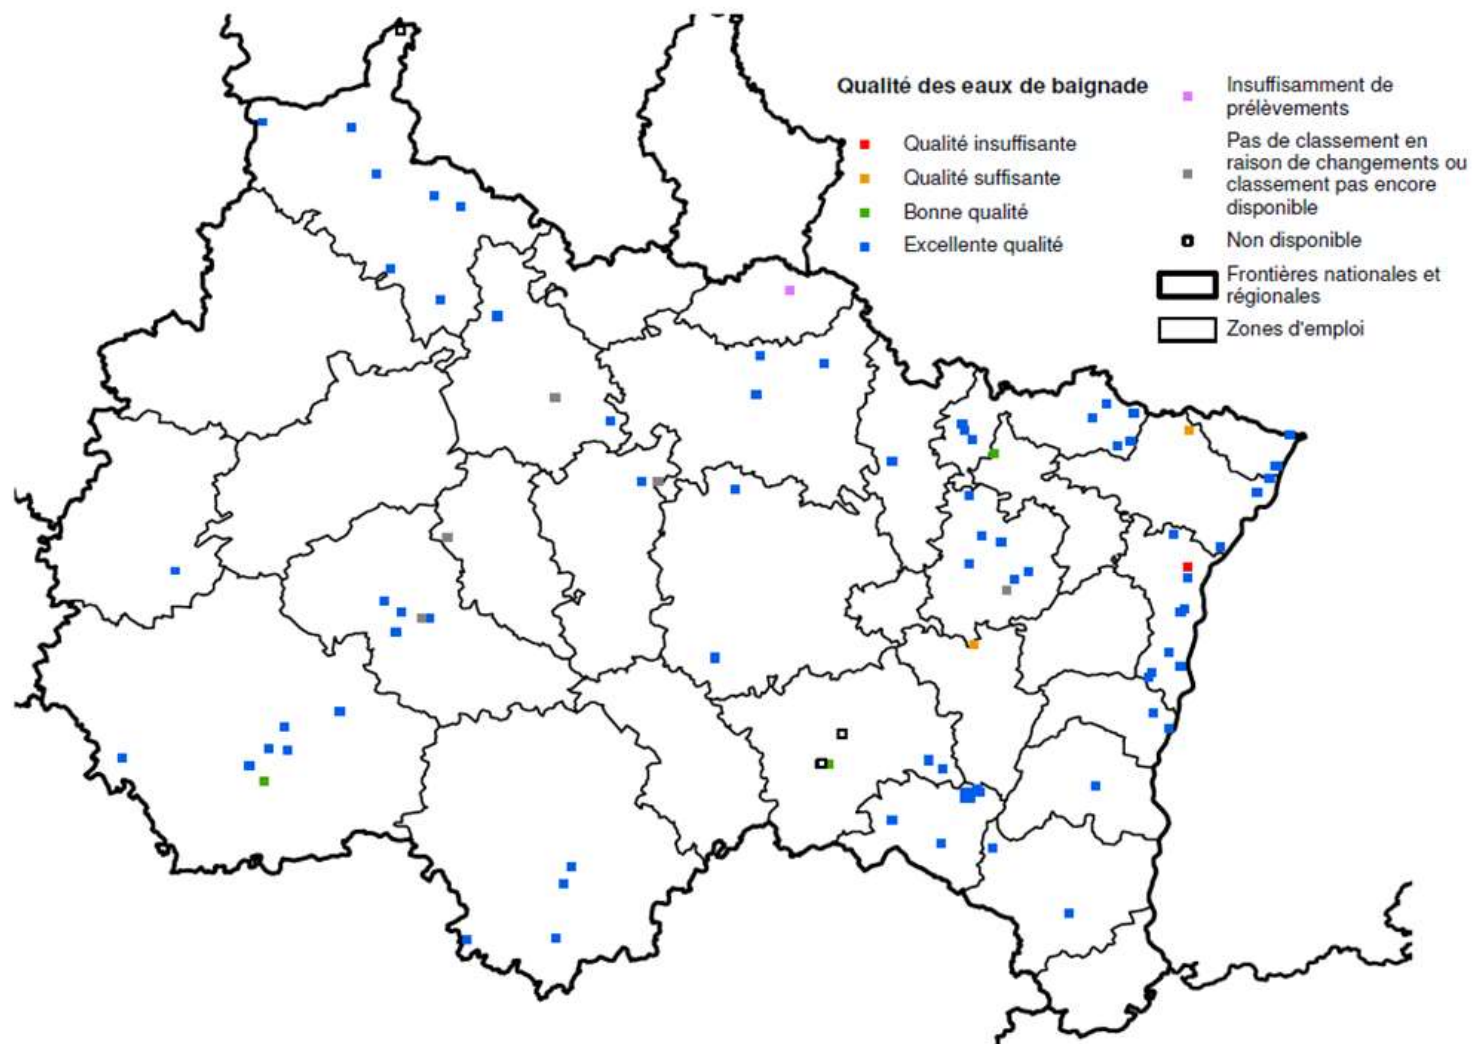 Qualité des eaux de baignade
Qualité insuffisante
Qualité suffisante
Bonne qualité
Excellente qualité
Insuffisamment de
prélèvements
Pas de classement en
raison de changements ou
classement pas encore
disponible
Non disponible
Frontières nationales et
régionales
Zones d'emploi